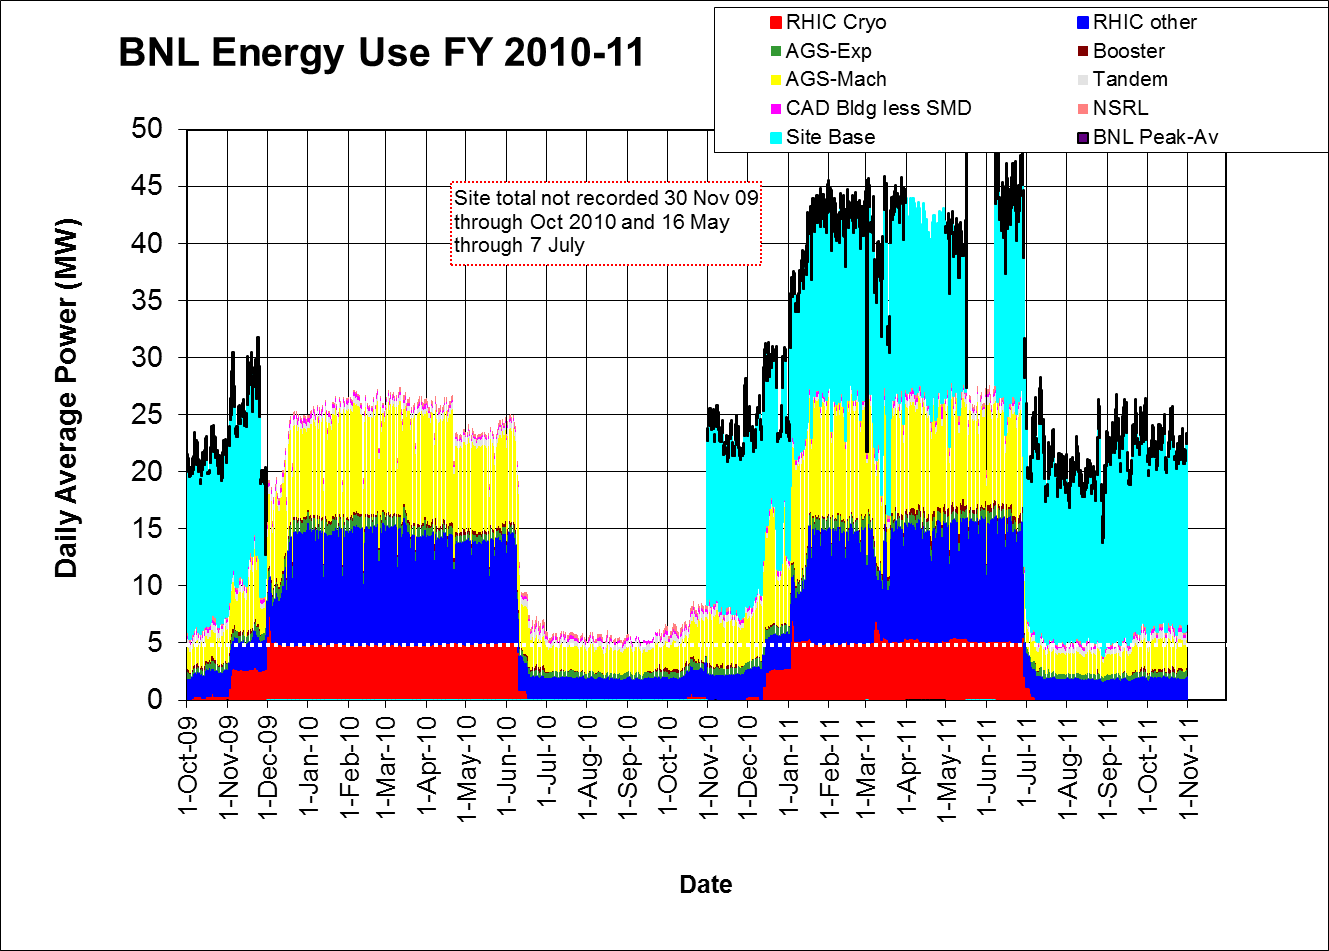 BNL Energy Use FY 2010-11
RHIC Cryo
RHIC other
AGS-Exp
Booster
AGS-Mach
Tandem
CAD Bldg less SMD
NSRL
Site Base
BNL Peak-Av
Site total not recorded 30 Nov 09
through Oct 2010 and 16 May
through 7 July
Daily Average Power (MW)
50
45
40
35
30
25
20
15
10
5
0
1-Oct-09
1-Nov-09
1-Dec-09
1-Jan-10
1-Feb-10
1-Mar-10
1-Apr-10
1-May-10
1-Jun-10
1-Jul-10
1-Aug-10
1-Sep-10
1-Oct-10
1-Nov-10
1-Dec-10
1-Jan-11
1-Feb-11
1-Mar-11
1-Apr-11
1-May-11
1-Jun-11
1-Jul-11
1-Aug-11
1-Sep-11
1-Oct-11
1-Nov-11
Date